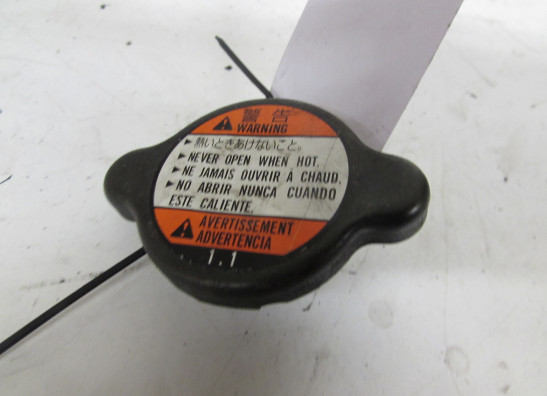 警告
WARNING
►熱いときあけないこと。
►NEVER OPEN WHEN HOT.
►NE JAMAIS OUVRIR À CHAUD.
►NO ABRIR NUNCA CUANDO
ESTE CALIENTE.
AVERTISSEMENT
ADVERTENCIA
1.1